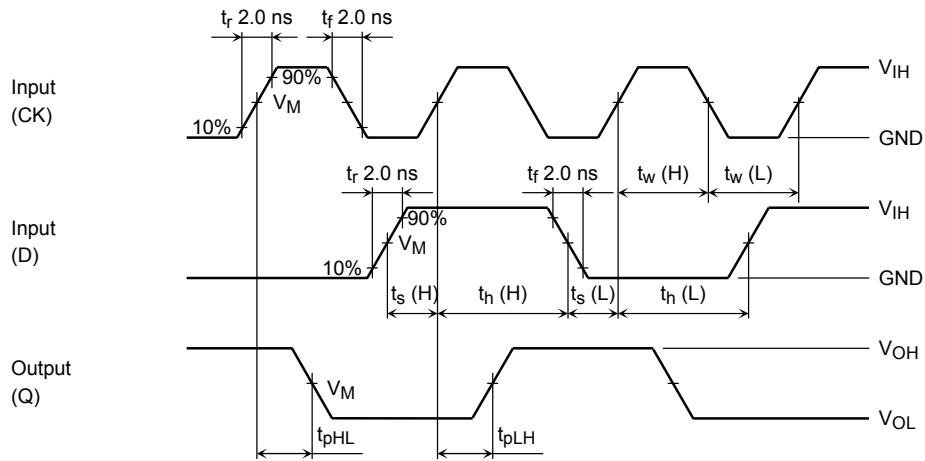 tr 2.0 ns tf 2.0 ns
Input
(CK)
90%
VM
10%
VIH
GND
tr 2.0 ns tf 2.0 ns tw (H) tw (L)
Input
(D)
90%
VM
10%
VIH
GND
ts (H) th (H) ts (L) th (L)
Output
(Q)
VM
VOH
VOL
tpHL tpLH